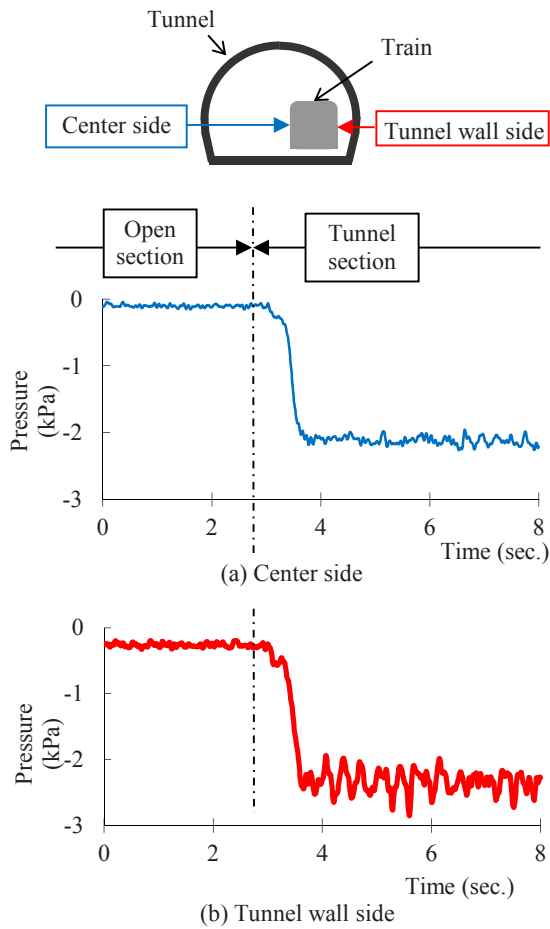 Tunnel
Train
Center side
Tunnel wall side
Open
section
Tunnel
section
0
-1
-2
-3
Pressure
(kPa)
0 2 4 6 8
Time (sec.)
(a) Center side
0
-1
-2
-3
Pressure
(kPa)
0 2 4 6 8
Time (sec.)
(b) Tunnel wall side